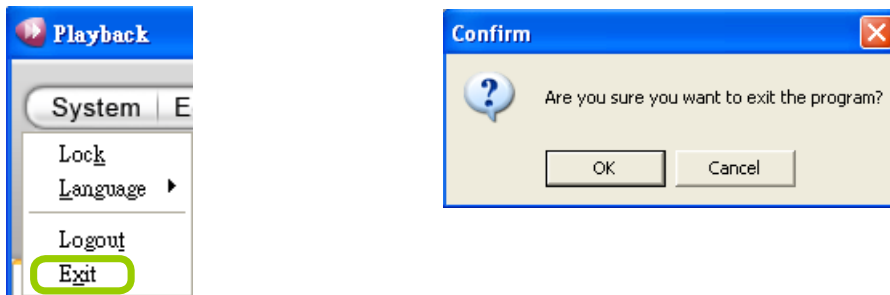 Playback
System E
Lock
Language
Logout
Exit
Confirm
Are you sure you want to exit the program?
OK
Cancel